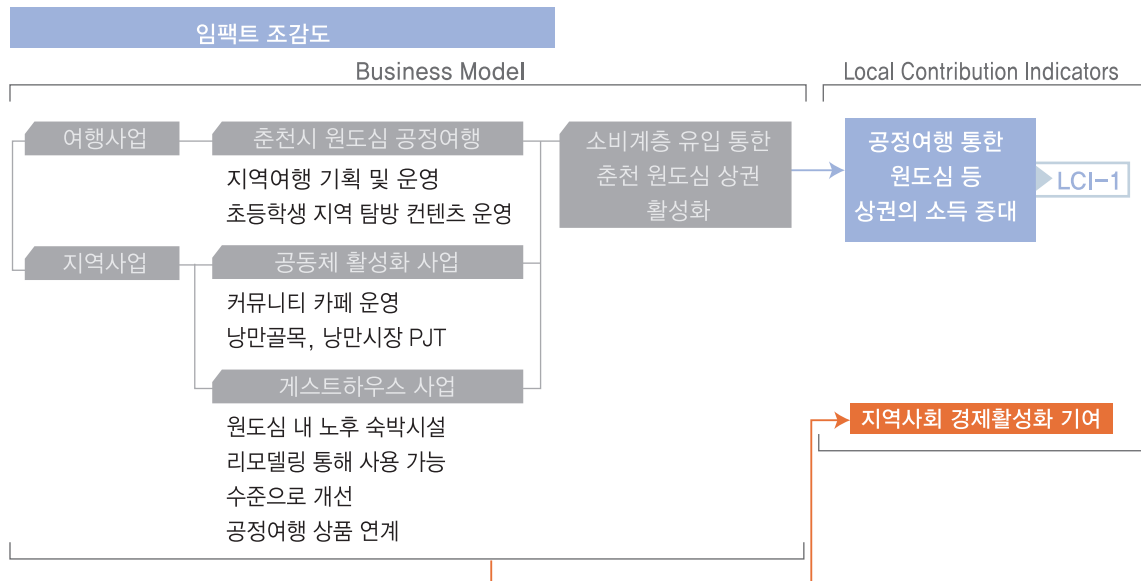 임팩트 조감도
Business Model
Local Contribution Indicators
여행사업
춘천시 원도심 공정여행
지역여행 기획 및 운영
초등학생 지역 탐방 컨텐츠 운영
지역사업
공동체 활성화 사업
커뮤니티 카페 운영
낭만골목, 낭만시장 PJT
게스트하우스 사업
원도심 내 노후 숙박시설
리모델링 통해 사용 가능
수준으로 개선
공정여행 상품 연계
소비계층 유입 통한
춘천 원도심 상권
활성화
공정여행 통한
원도심 등
상권의 소득 증대
LCI-1
지역사회 경제활성화 기여